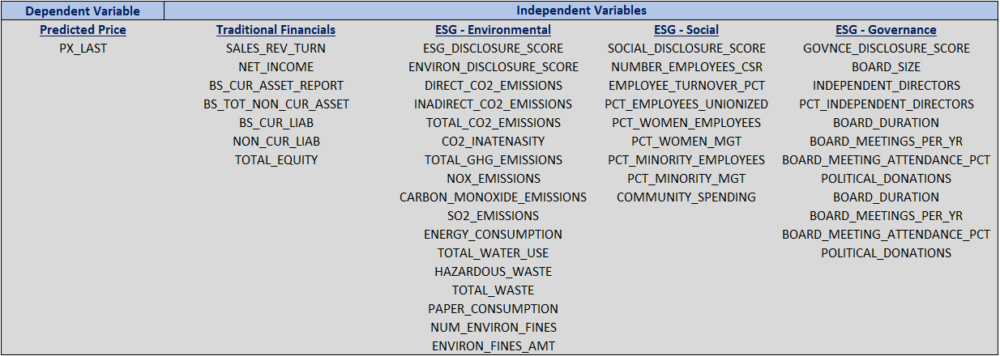 Dependent Variable Independent Variables
Predicted Price Traditional Financials ESG - Environmental ESG - Social ESG - Governance
PX_LAST SALES_REV_TURN ESG_DISCLOSURE_SCORE SOCIAL_DISCLOSURE_SCORE GOVNCE_DISCLOSURE_SCORE
NET_INCOME ENVIRON_DISCLOSURE_SCORE NUMBER_EMPLOYEES_CSR BOARD_SIZE
BS_CUR_ASSET_REPORT DIRECT_CO2_EMISSIONS EMPLOYEE_TURNOVER_PCT INDEPENDENT_DIRECTORS
BS_TOT_NON_CUR_ASSET INADIRECT_CO2_EMISSIONS PCT_EMPLOYEES_UNIONIZED PCT_INDEPENDENT_DIRECTORS
BS_CUR_LIAB TOTAL_CO2_EMISSIONS PCT_WOMEN_EMPLOYEES BOARD_DURATION
NON_CUR_LIAB CO2_INATENASITY PCT_WOMEN_MGT BOARD_MEETINGS_PER_YR
TOTAL_EQUITY TOTAL_GHG_EMISSIONS PCT_MINORITY_EMPLOYEES BOARD_MEETING_ATTENDANCE_PCT
NOX_EMISSIONS PCT_MINORITY_MGT POLITICAL_DONATIONS
CARBON_MONOXIDE_EMISSIONS COMMUNITY_SPENDING BOARD_DURATION
SO2_EMISSIONS BOARD_MEETINGS_PER_YR
ENERGY_CONSUMPTION BOARD_MEETING_ATTENDANCE_PCT
TOTAL_WATER_USE POLITICAL_DONATIONS
HAZARDOUS_WASTE
TOTAL_WASTE
PAPER_CONSUMPTION
NUM_ENVIRON_FINES
ENVIRON_FINES_AMT